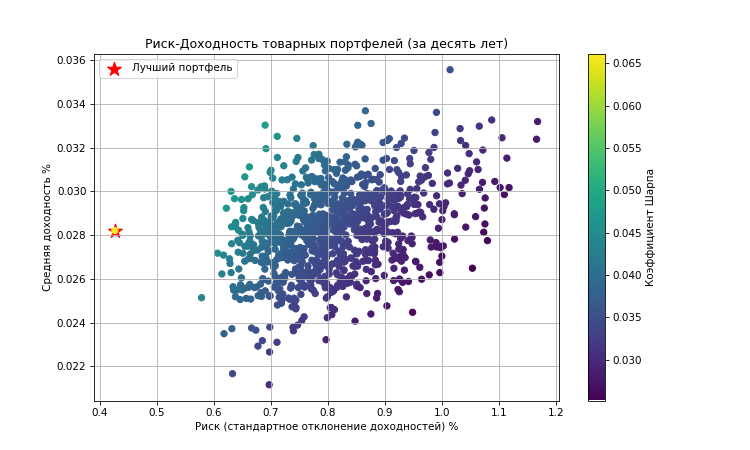 Риск-Доходность товарных портфелей (за десять лет)
Лучший портфель
Средняя доходность %
0.036
0.034
0.032
0.030
0.028
0.026
0.024
0.022
0.4 0.5 0.6 0.7 0.8 0.9 1.0 1.1 1.2
Риск (стандартное отклонение доходностей) %
0.065
0.060
0.055
0.050
0.045
0.040
0.035
0.030
Коэффициент Шарпа